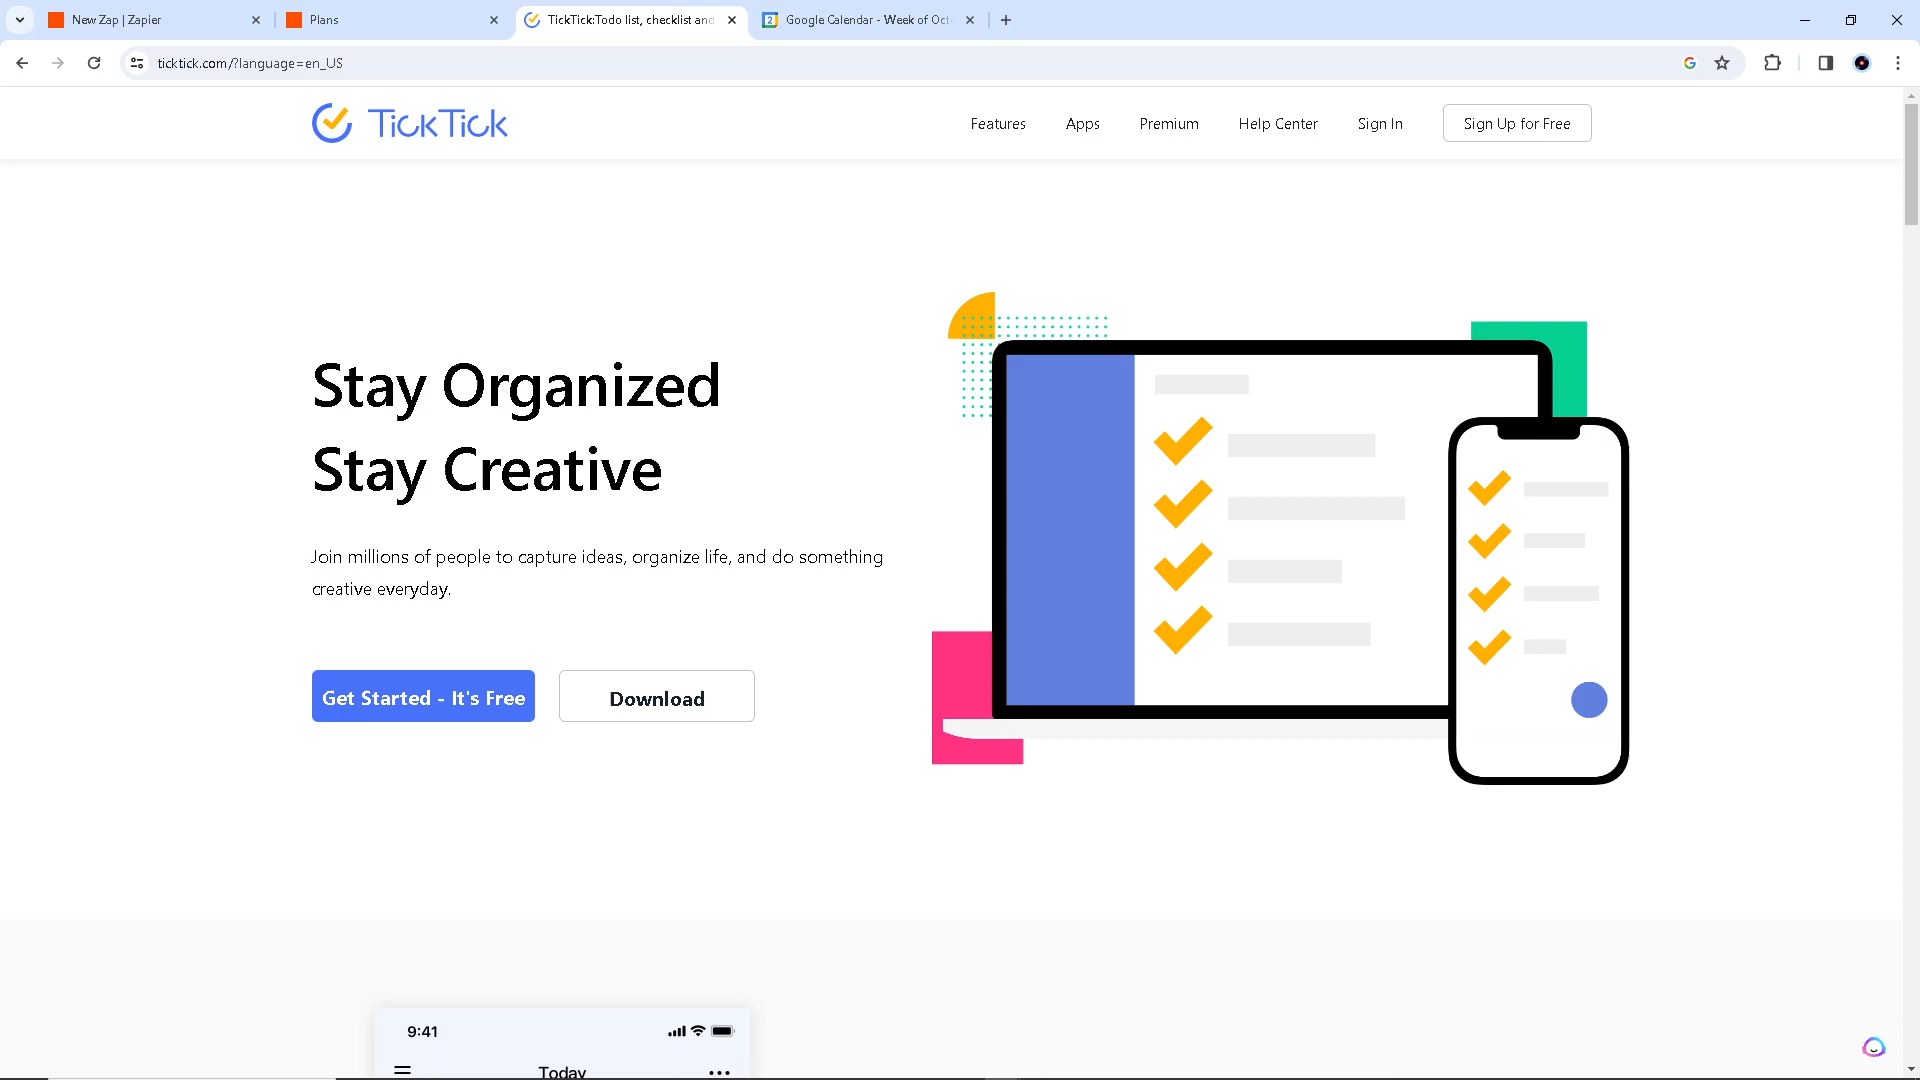 New Zap | Zapier
Plans
TickTick:Todo list, checklist and
Google Calendar - Week of Oct
ticktick.com/?language=en_US
TickTick
Features
Apps
Premium
Help Center
Sign In
Sign Up for Free
Stay Organized
Stay Creative
Join millions of people to capture ideas, organize life, and do something
creative everyday.
Get Started - It's Free
Download
9:41
Today